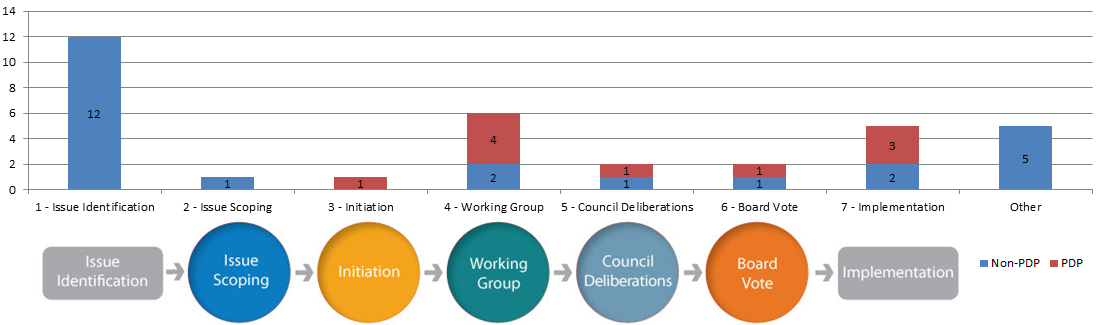 14
12
10
8
6
4
2
0
12
1
1
4
2
1
1
1
1
3
2
5
1 - Issue Identification
2 - Issue Scoping
3 - Initiation
4 - Working Group
5 - Council Deliberations
6 - Board Vote
7 - Implementation
Other
Issue
Identification
Issue
Scoping
Initiation
Working
Group
Council
Deliberations
Board
Vote
Implementation
Non-PDP
PDP